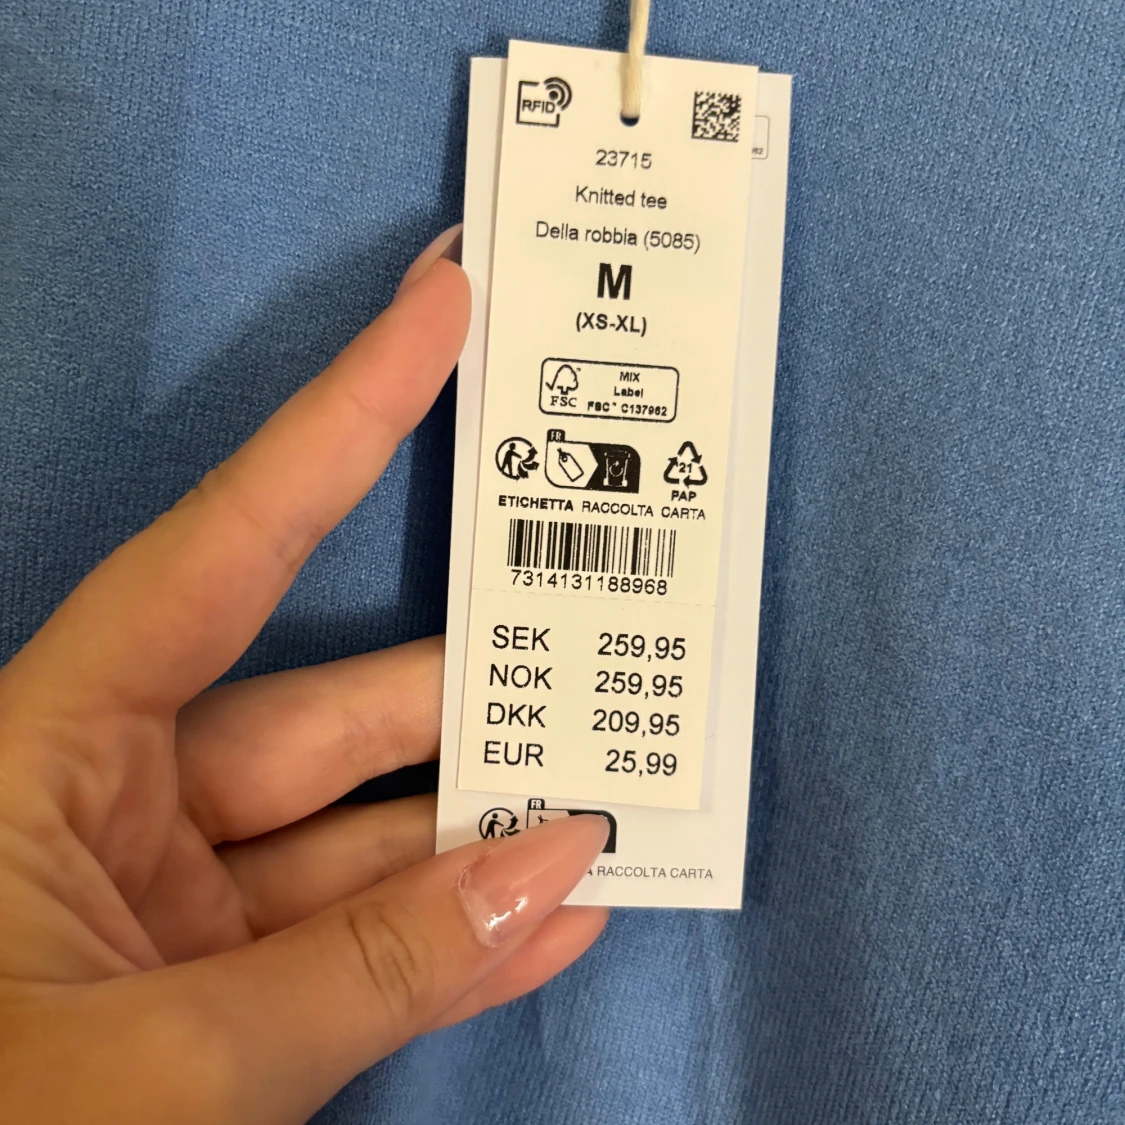 RFID
23715
Knitted tee
Della robbia (5085)
M
(XS-XL)
FSC
MIX
Label
FSC™ C137962
FR
21
PAP
ETICHETTA RACCOLTA CARTA
7314131188968
SEK 259,95
NOK 259,95
DKK 209,95
EUR 25,99
FR
RACCOLTA CARTA